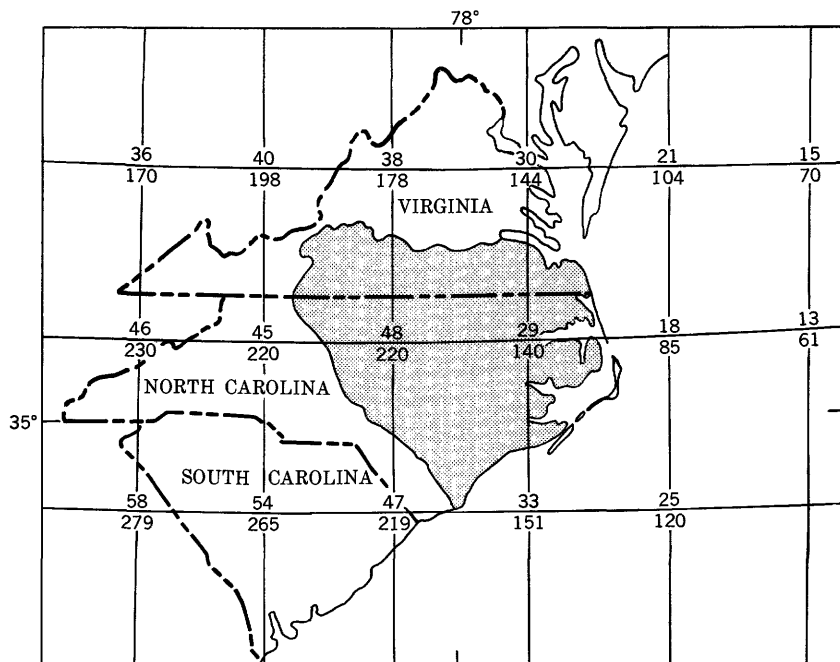 78°
36 40 38 30 21 15
170 198 178 144 104 70
VIRGINIA
46 45 48 29 18 13
230 220 220 140 85 61
NORTH CAROLINA
35°
SOUTH CAROLINA
58 54 47 33 25
279 265 219 151 120